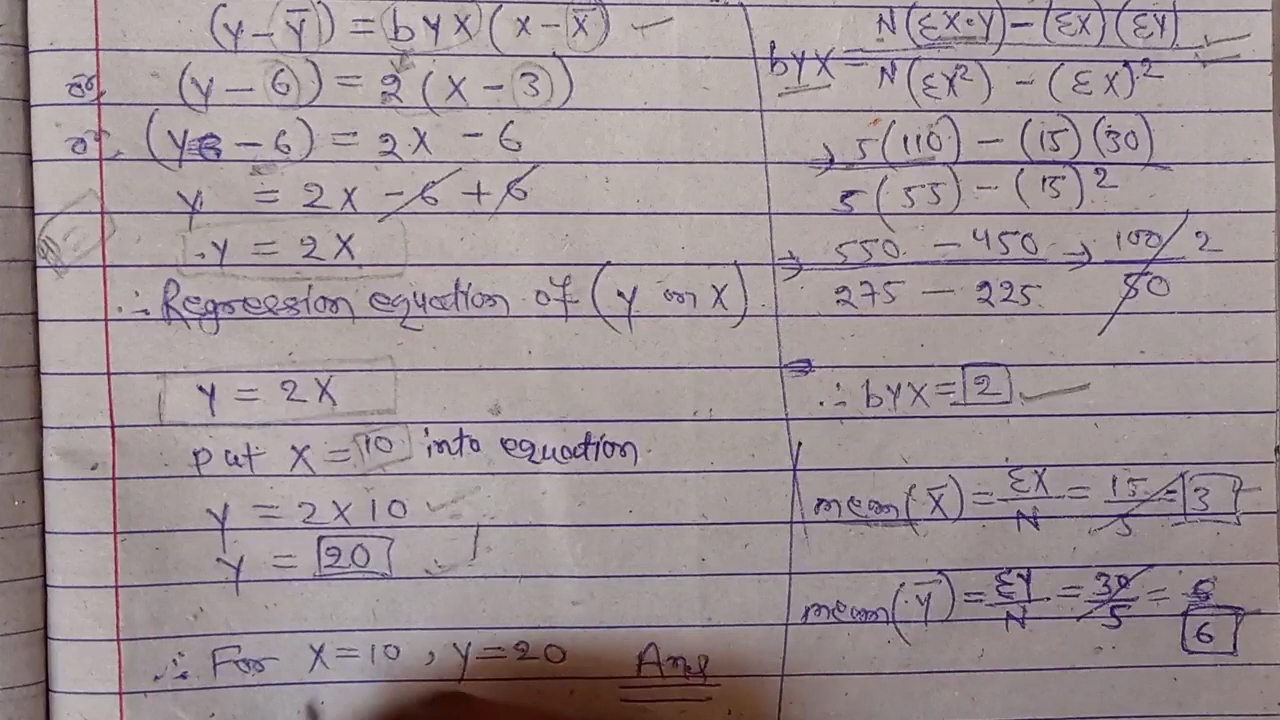 (y - ȳ) = byx (x - x̄)
or, (y - 6) = 2 (x - 3)
or, (y - 6) = 2x - 6
y = 2x - 6 + 6
y = 2x
∴ Regression equation of (y on x).
y = 2x
put x = 10 into equation
y = 2 x 10
y = 20
∴ For x = 10, y = 20 Ans
byx = N(Σx·y) - (Σx)(Σy)
N(Σx²) - (Σx)²
→ 5(110) - (15)(30)
5(55) - (15)²
⇒ 550 - 450 → 100 2
275 - 225 50
∴ byx = 2
mean (x̄) = Σx/N = 15/5 = 3
mean (ȳ) = Σy/N = 30/5 = 6
6